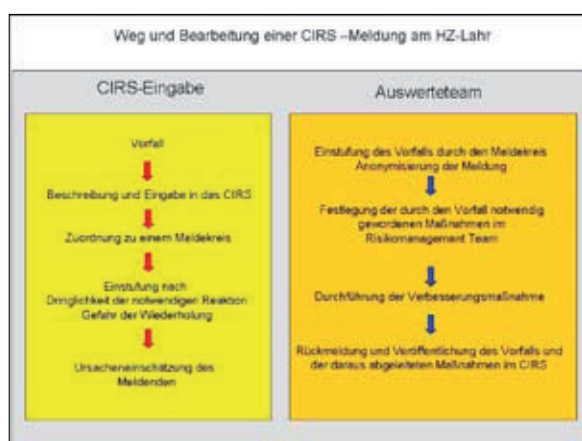 Weg und Bearbeitung einer CIRS –Meldung am HZ-Lahr
CIRS-Eingabe
Vorfall
Beschreibung und Eingabe in das CIRS
Zuordnung zu einem Meldekreis
Einstufung nach
Dringlichkeit der notwendigen Reaktion
Gefahr der Wiederholung
Ursacheneinschätzung des
Meldenden
Auswerteteam
Einstufung des Vorfalls durch den Meldekreis
Anonymisierung der Meldung
Festlegung der durch den Vorfall notwendig
gewordenen Maßnahmen im
Risikomanagement Team
Durchführung der Verbesserungsmaßnahme
Rückmeldung und Veröffentlichung des Vorfalls und
der daraus abgeleiteten Maßnahmen im CIRS